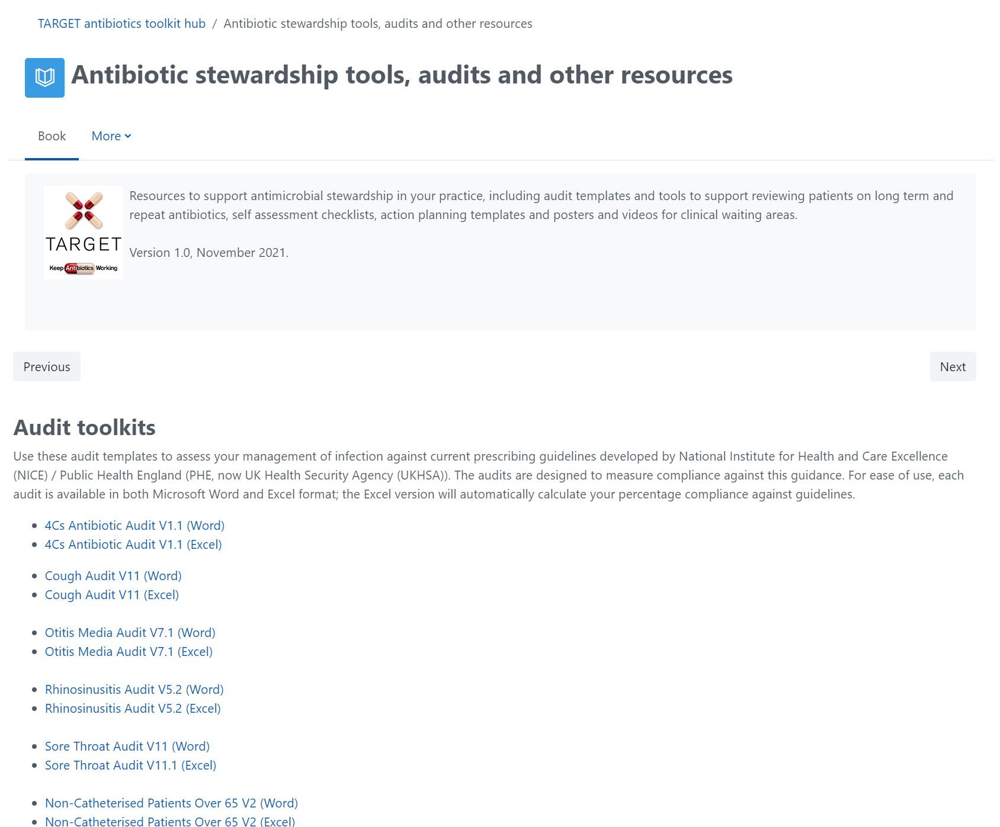 TARGET antibiotics toolkit hub / Antibiotic stewardship tools, audits and other resources
Antibiotic stewardship tools, audits and other resources
Book More
Resources to support antimicrobial stewardship in your practice, including audit templates and tools to support reviewing patients on long term and
repeat antibiotics, self assessment checklists, action planning templates and posters and videos for clinical waiting areas.
Version 1.0, November 2021.
TARGET
Keep Antibiotics Working
Previous Next
Audit toolkits
Use these audit templates to assess your management of infection against current prescribing guidelines developed by National Institute for Health and Care Excellence
(NICE) / Public Health England (PHE, now UK Health Security Agency (UKHSA)). The audits are designed to measure compliance against this guidance. For ease of use, each
audit is available in both Microsoft Word and Excel format; the Excel version will automatically calculate your percentage compliance against guidelines.
• 4Cs Antibiotic Audit V1.1 (Word)
• 4Cs Antibiotic Audit V1.1 (Excel)
• Cough Audit V11 (Word)
• Cough Audit V11 (Excel)
• Otitis Media Audit V7.1 (Word)
• Otitis Media Audit V7.1 (Excel)
• Rhinosinusitis Audit V5.2 (Word)
• Rhinosinusitis Audit V5.2 (Excel)
• Sore Throat Audit V11 (Word)
• Sore Throat Audit V11.1 (Excel)
• Non-Catheterised Patients Over 65 V2 (Word)
• Non-Catheterised Patients Over 65 V2 (Excel)